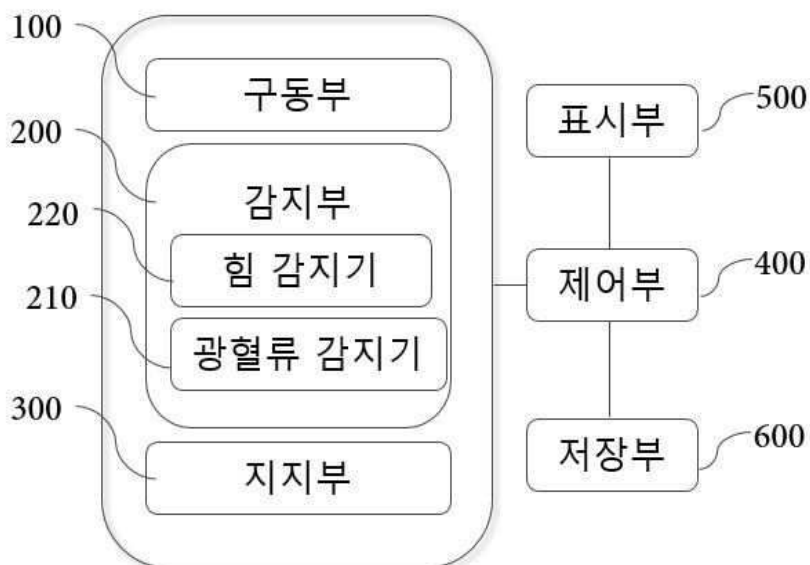 100
구동부
200
감지부
220
힘 감지기
210
광혈류 감지기
300
지지부
표시부
500
제어부
400
저장부
600